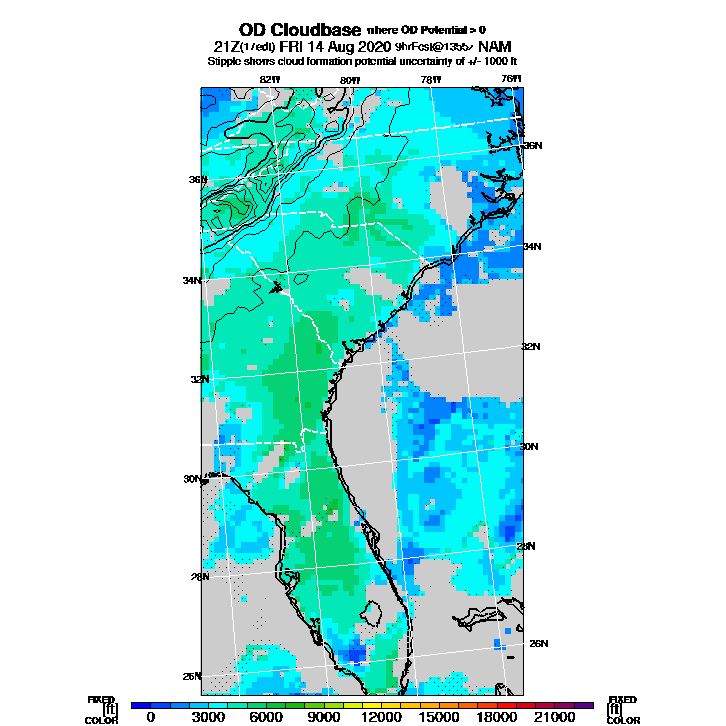 OD Cloudbase where OD Potential > 0
21Z(17edt) FRI 14 Aug 2020 9hrFcst@1355z NAM
Stipple shows cloud formation potential uncertainty of +/- 1000 ft
82W 80W 78W 76W
36N
36N
34N
34N
32N
32N
30N
30N
28N
28N
26N
26N
FIXED FIXED
[ft] [ft]
COLOR COLOR
0 3000 6000 9000 12000 15000 18000 21000